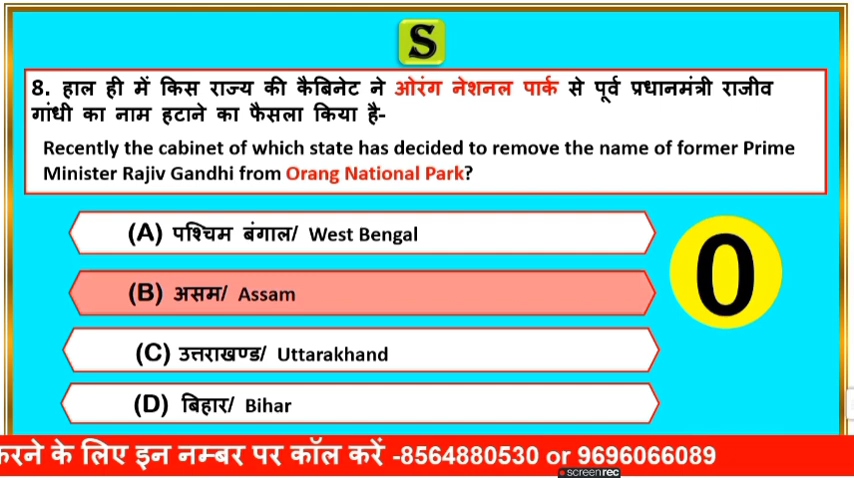 S
8. हाल ही में किस राज्य की कैबिनेट ने ओरंग नेशनल पार्क से पूर्व प्रधानमंत्री राजीव
गांधी का नाम हटाने का फैसला किया है-
Recently the cabinet of which state has decided to remove the name of former Prime
Minister Rajiv Gandhi from Orang National Park?
(A) पश्चिम बंगाल/ West Bengal
(B) असम/ Assam
(C) उत्तराखण्ड/ Uttarakhand
(D) बिहार/ Bihar
0
करने के लिए इन नम्बर पर कॉल करें -8564880530 or 9696066089
screenrec